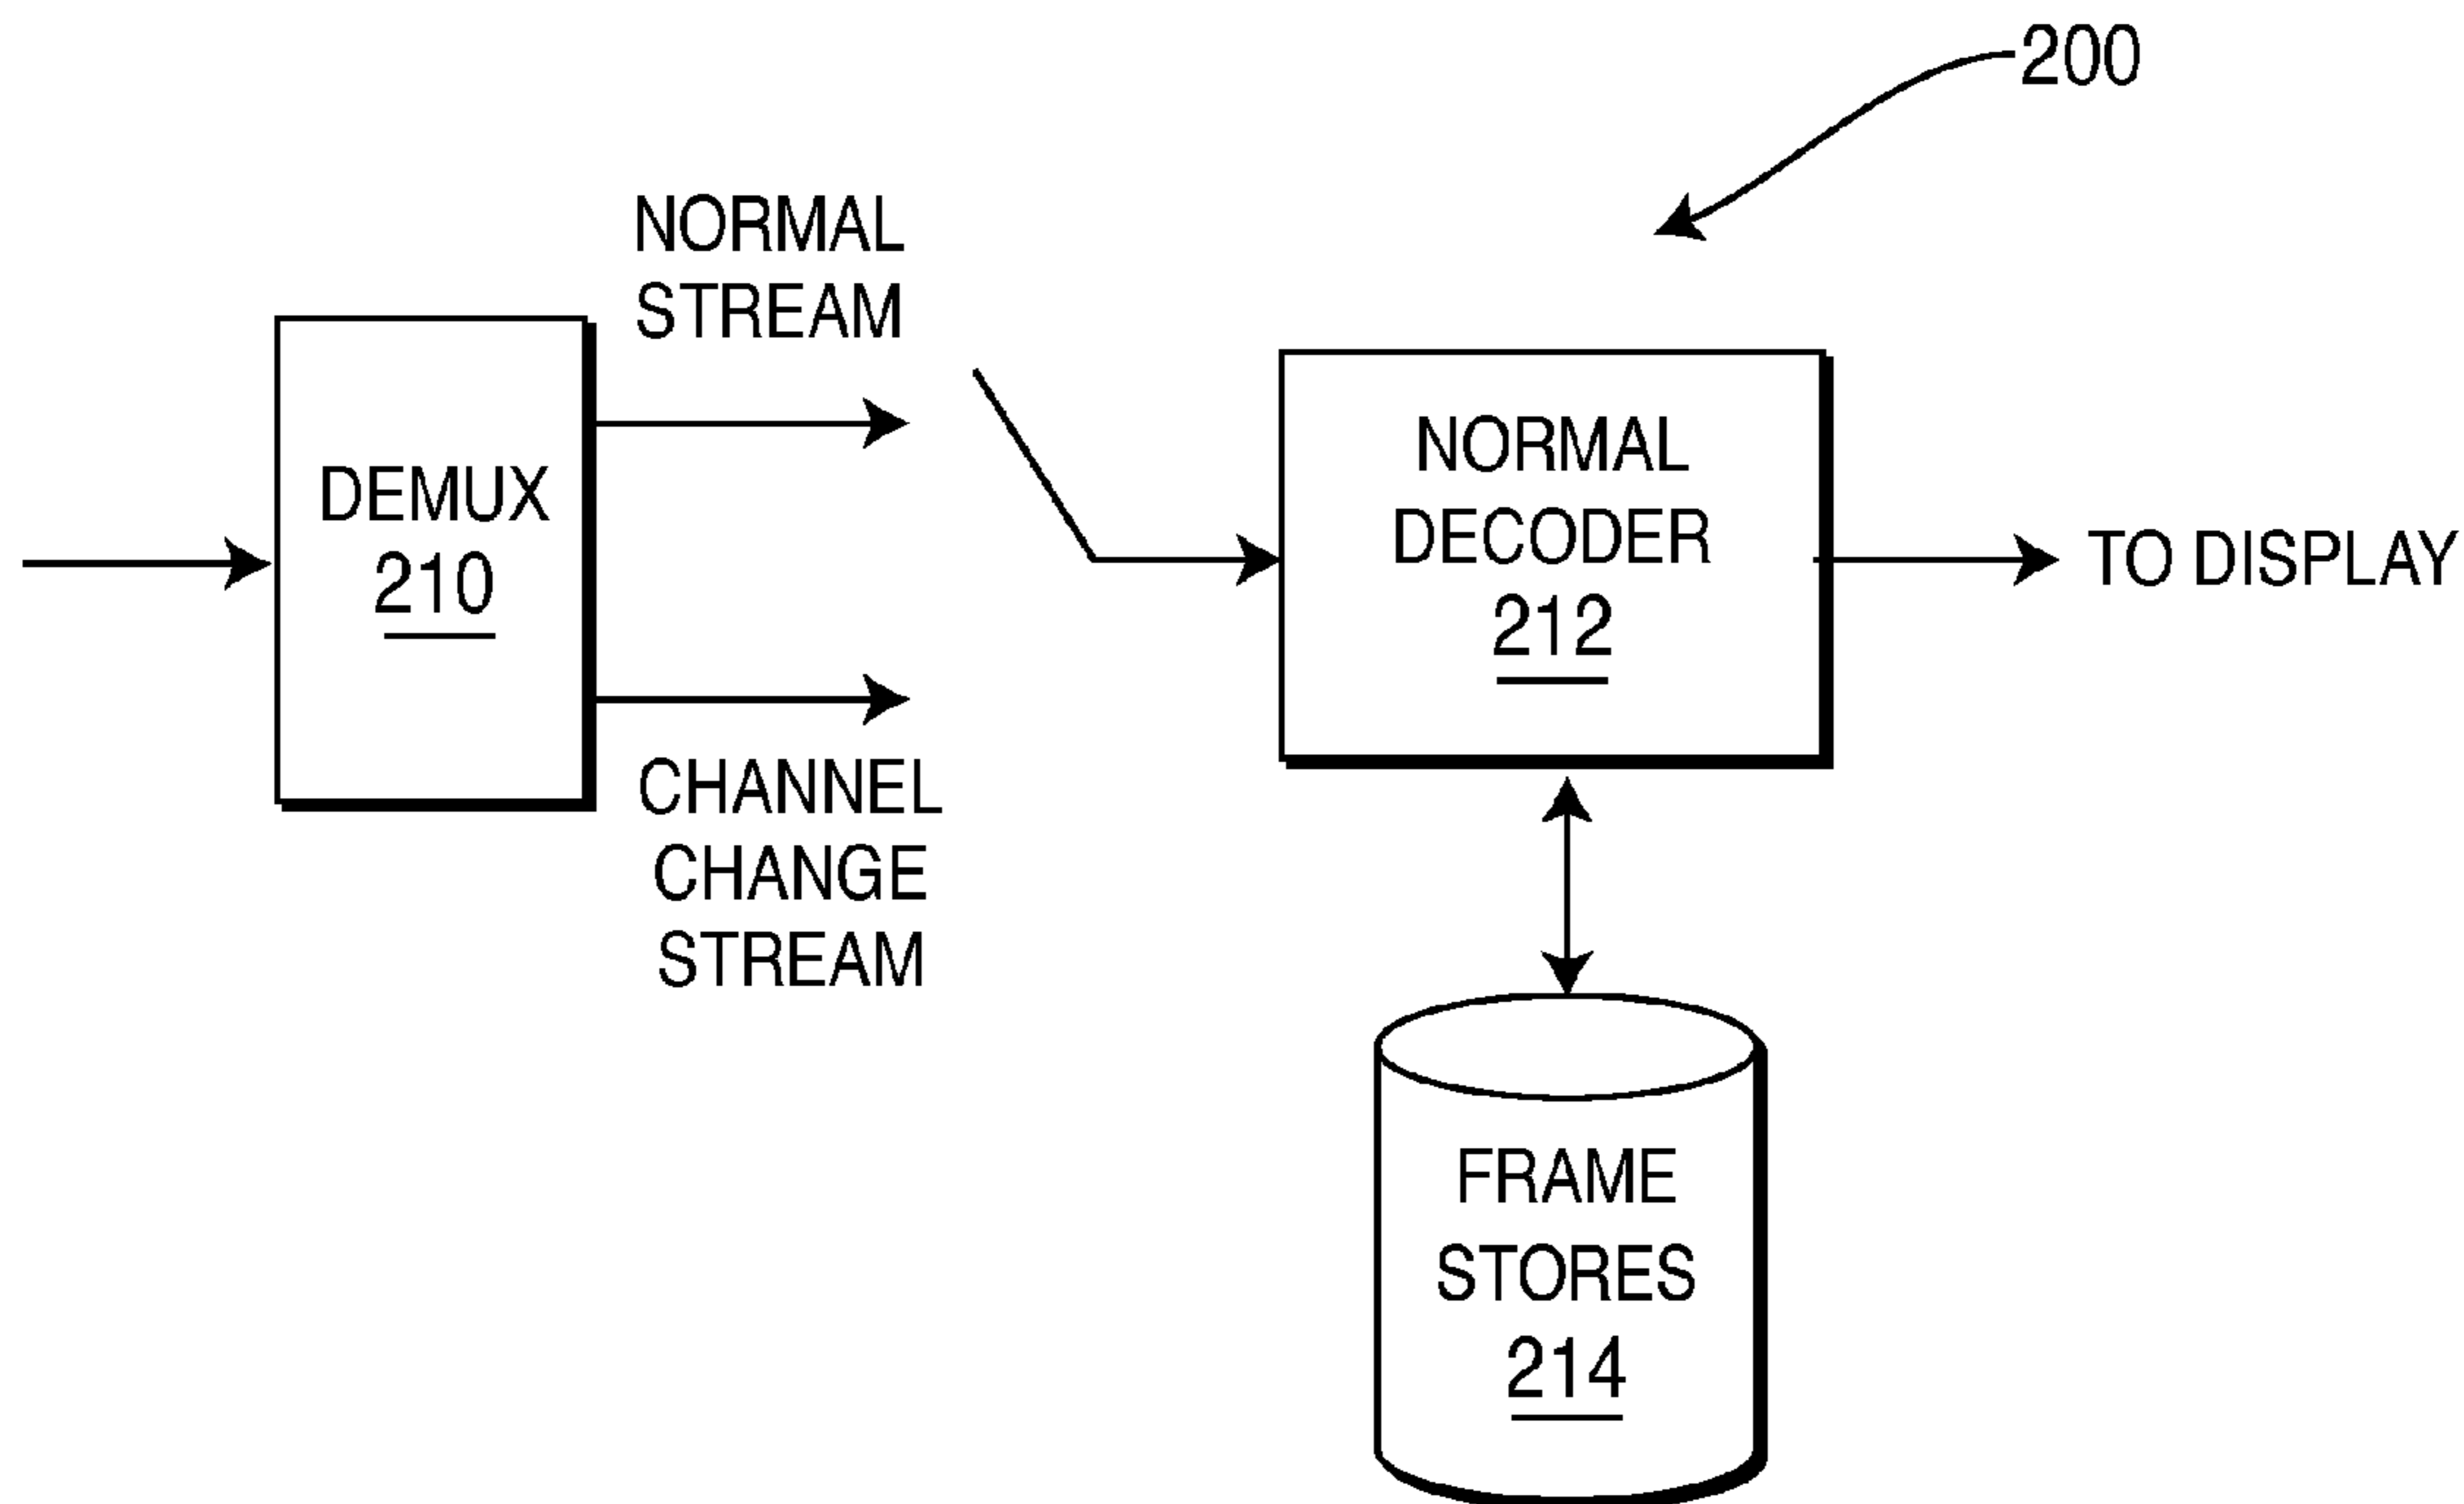 200
NORMAL
STREAM
DEMUX
210
CHANNEL
CHANGE
STREAM
NORMAL
DECODER
212
TO DISPLAY
FRAME
STORES
214